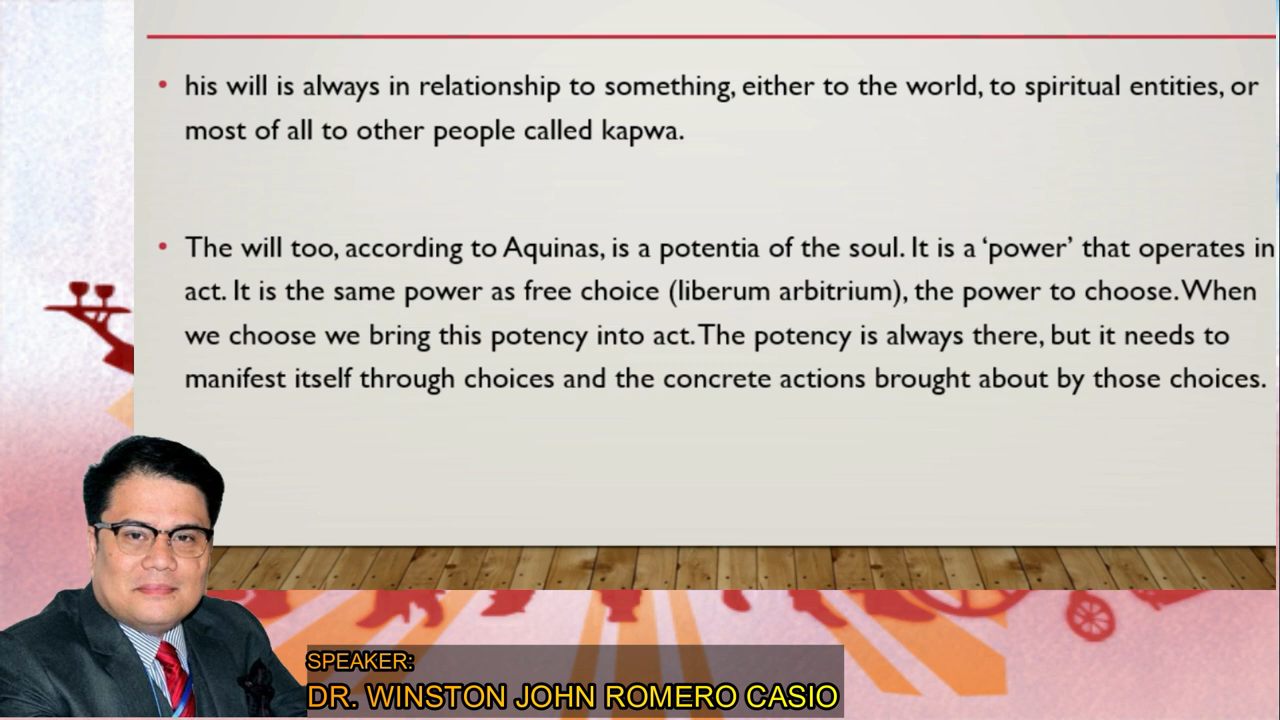 • his will is always in relationship to something, either to the world, to spiritual entities, or
most of all to other people called kapwa.
• The will too, according to Aquinas, is a potentia of the soul. It is a ‘power’ that operates in
act. It is the same power as free choice (liberum arbitrium), the power to choose. When
we choose we bring this potency into act. The potency is always there, but it needs to
manifest itself through choices and the concrete actions brought about by those choices.
SPEAKER:
DR. WINSTON JOHN ROMERO CASIO